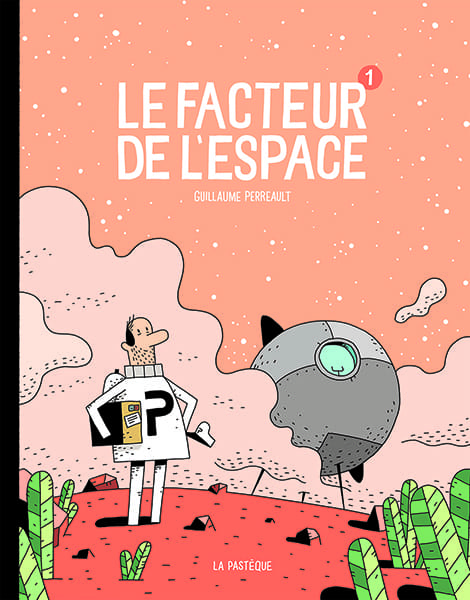 1
LE FACTEUR
DE L'ESPACE
GUILLAUME PERREAULT
P
LA PASTÈQUE